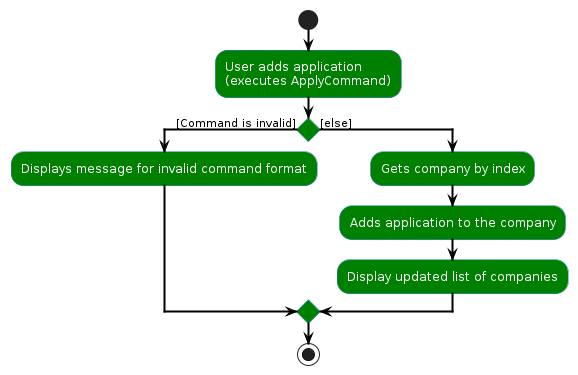 User adds application
(executes ApplyCommand)
[Command is invalid]
[else]
Displays message for invalid command format
Gets company by index
Adds application to the company
Display updated list of companies